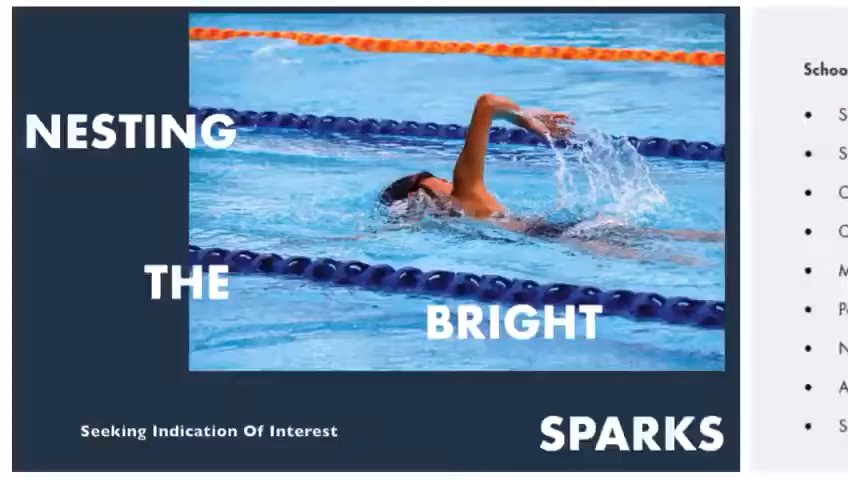 NESTING
THE
BRIGHT
SPARKS
Seeking Indication Of Interest